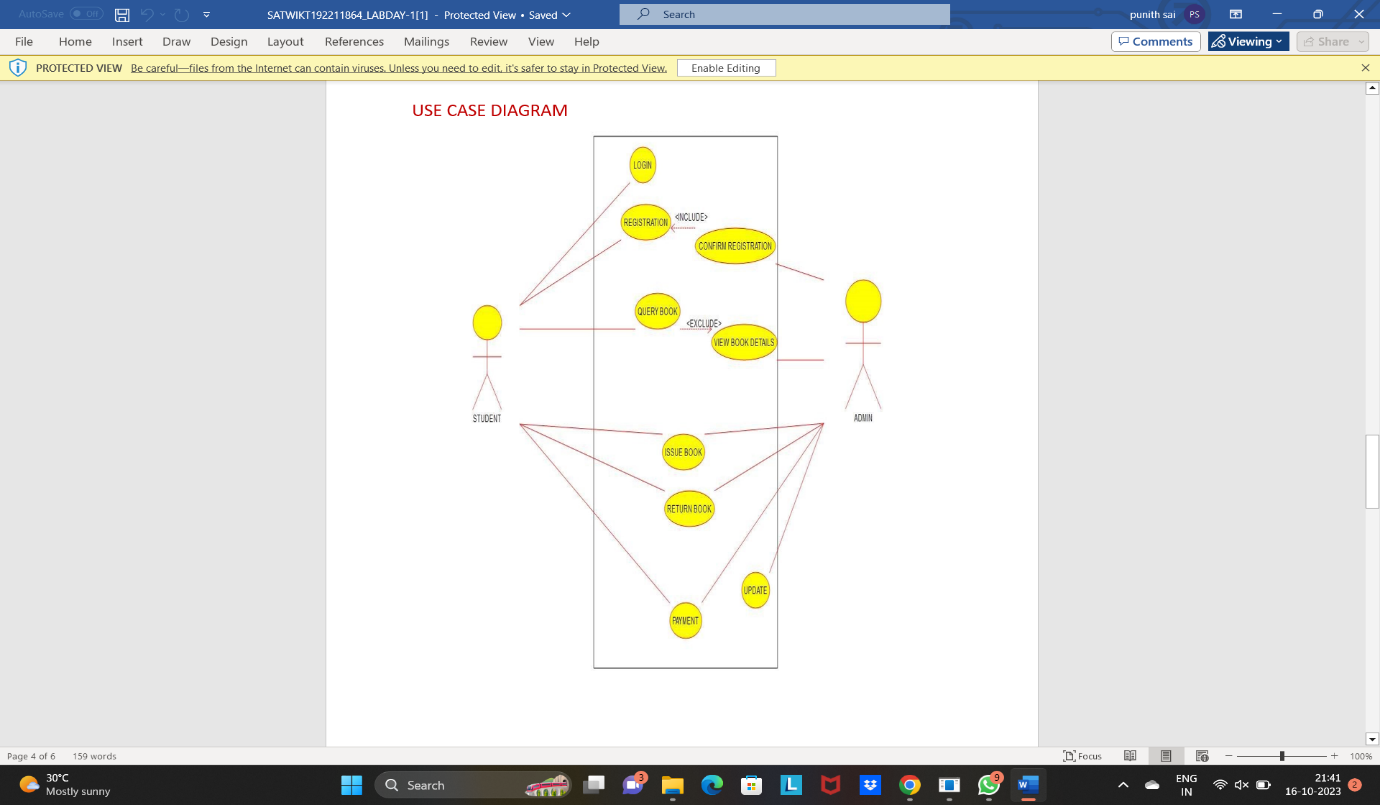 AutoSave Off SATWIKT192211864_LABDAY-1[1] - Protected View • Saved Search punith sai PS
File Home Insert Draw Design Layout References Mailings Review View Help Comments Viewing Share
PROTECTED VIEW Be careful—files from the Internet can contain viruses. Unless you need to edit, it's safer to stay in Protected View. Enable Editing
USE CASE DIAGRAM
LOGIN
<NCLUDE>
REGISTRATION
CONFIRM REGISTRATION
QUERY BOOK
<EXCLUDE>
VIEW BOOK DETAILS
STUDENT
ADMIN
ISSUE BOOK
RETURN BOOK
UPDATE
PAYMENT
Page 4 of 6 159 words Focus 100%
30°C
Mostly sunny
Search
3
L
9
W
ENG
IN
21:41
16-10-2023
2